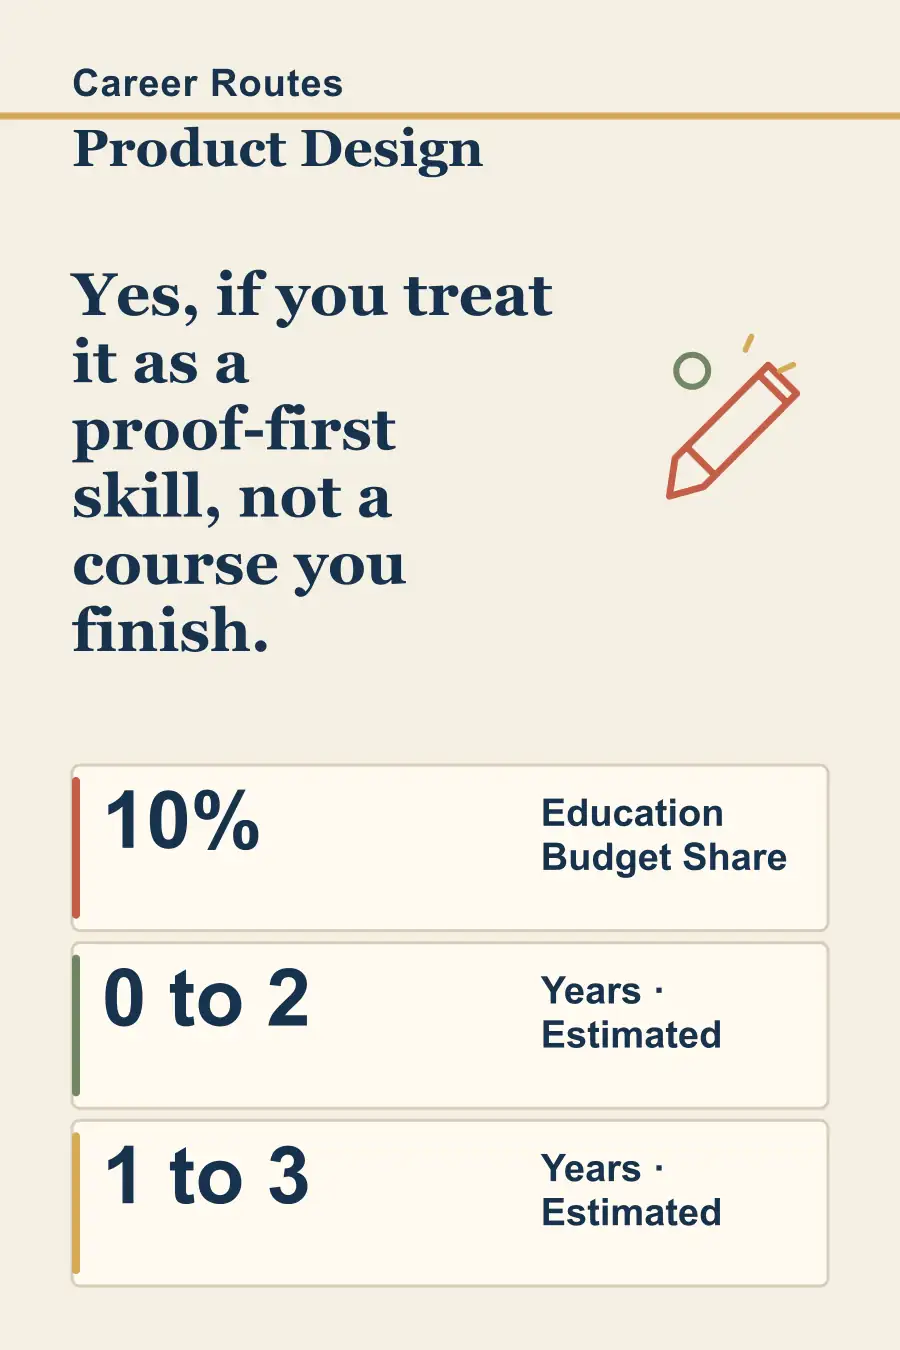 Career Routes
Product Design
Yes, if you treat
it as a
proof-first
skill, not a
course you
finish.
10%
Education
Budget Share
0 to 2
Years ·
Estimated
1 to 3
Years ·
Estimated